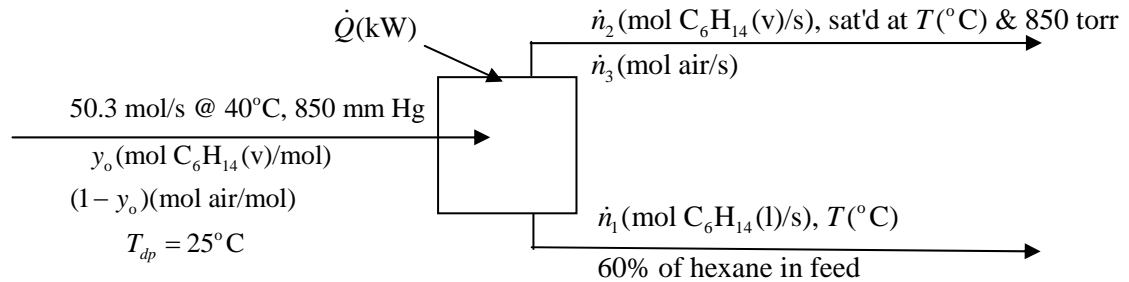 Q̇(kW)
ṅ₂(mol C₆H₁₄(v)/s), sat'd at T(°C) & 850 torr
ṅ₃(mol air/s)
50.3 mol/s @ 40°C, 850 mm Hg
yₒ(mol C₆H₁₄(v)/mol)
(1− yₒ)(mol air/mol)
T_dp = 25°C
ṅ₁(mol C₆H₁₄(l)/s), T(°C)
60% of hexane in feed